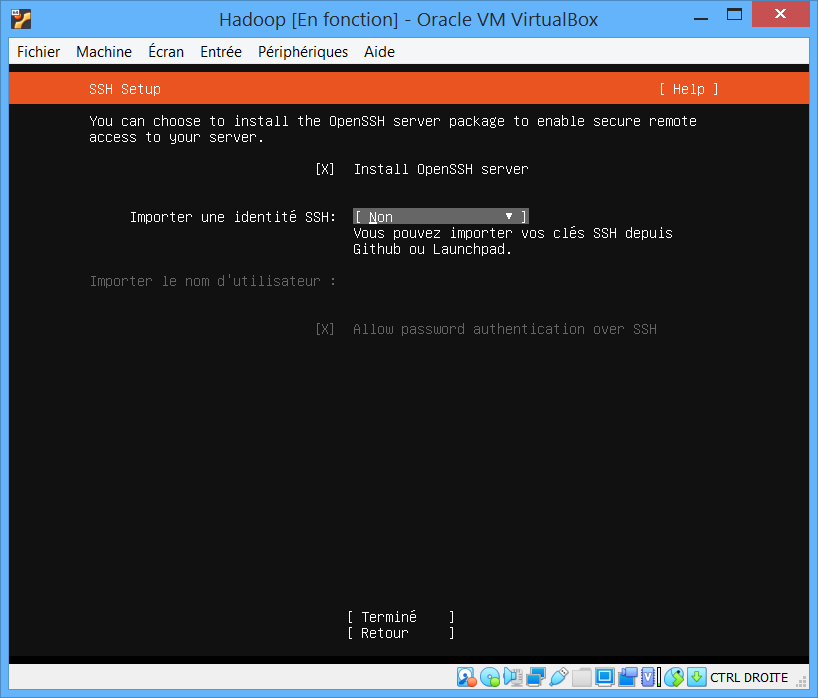 Hadoop [En fonction] - Oracle VM VirtualBox
Fichier Machine Écran Entrée Périphériques Aide
SSH Setup [ Help ]
You can choose to install the OpenSSH server package to enable secure remote
access to your server.
[X] Install OpenSSH server
Importer une identité SSH: [ Non ▼ ]
Vous pouvez importer vos clés SSH depuis
Github ou Launchpad.
Importer le nom d'utilisateur :
[X] Allow password authentication over SSH
[ Terminé ]
[ Retour ]
CTRL DROITE